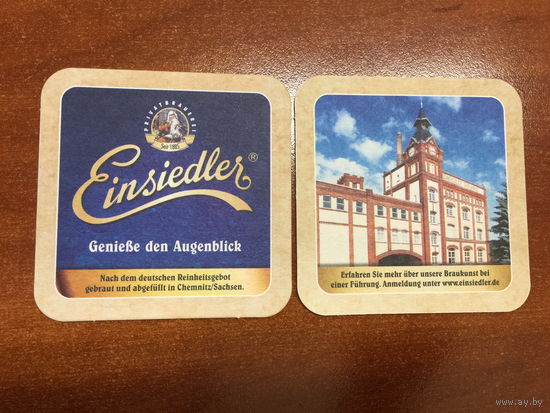 PRIVATBRAUEREI
Seit 1885
Einsiedler®
Genieße den Augenblick
Nach dem deutschen Reinheitsgebot
gebraut und abgefüllt in Chemnitz/Sachsen.
Erfahren Sie mehr über unsere Braukunst bei
einer Führung. Anmeldung unter www.einsiedler.de
www.ay.by